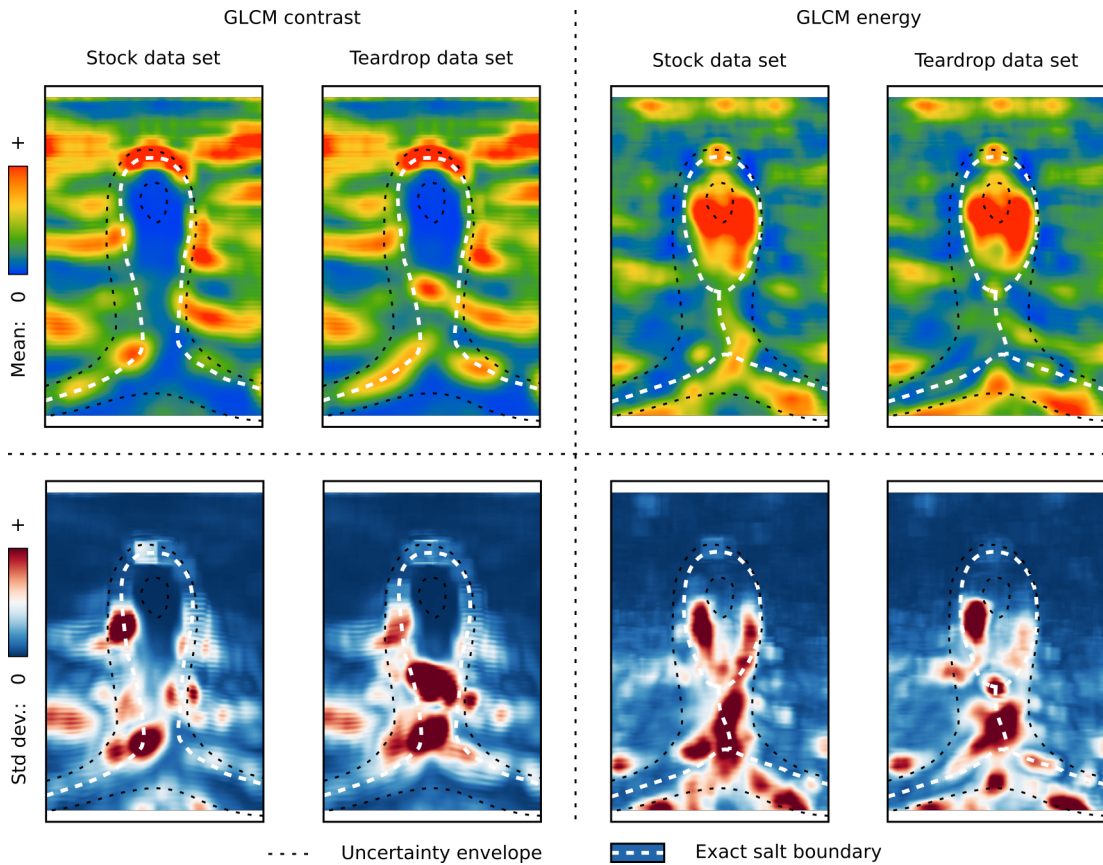 GLCM contrast
GLCM energy
Stock data set
Teardrop data set
Stock data set
Teardrop data set
Mean: 0 +
Std dev.: 0 +
Uncertainty envelope
Exact salt boundary